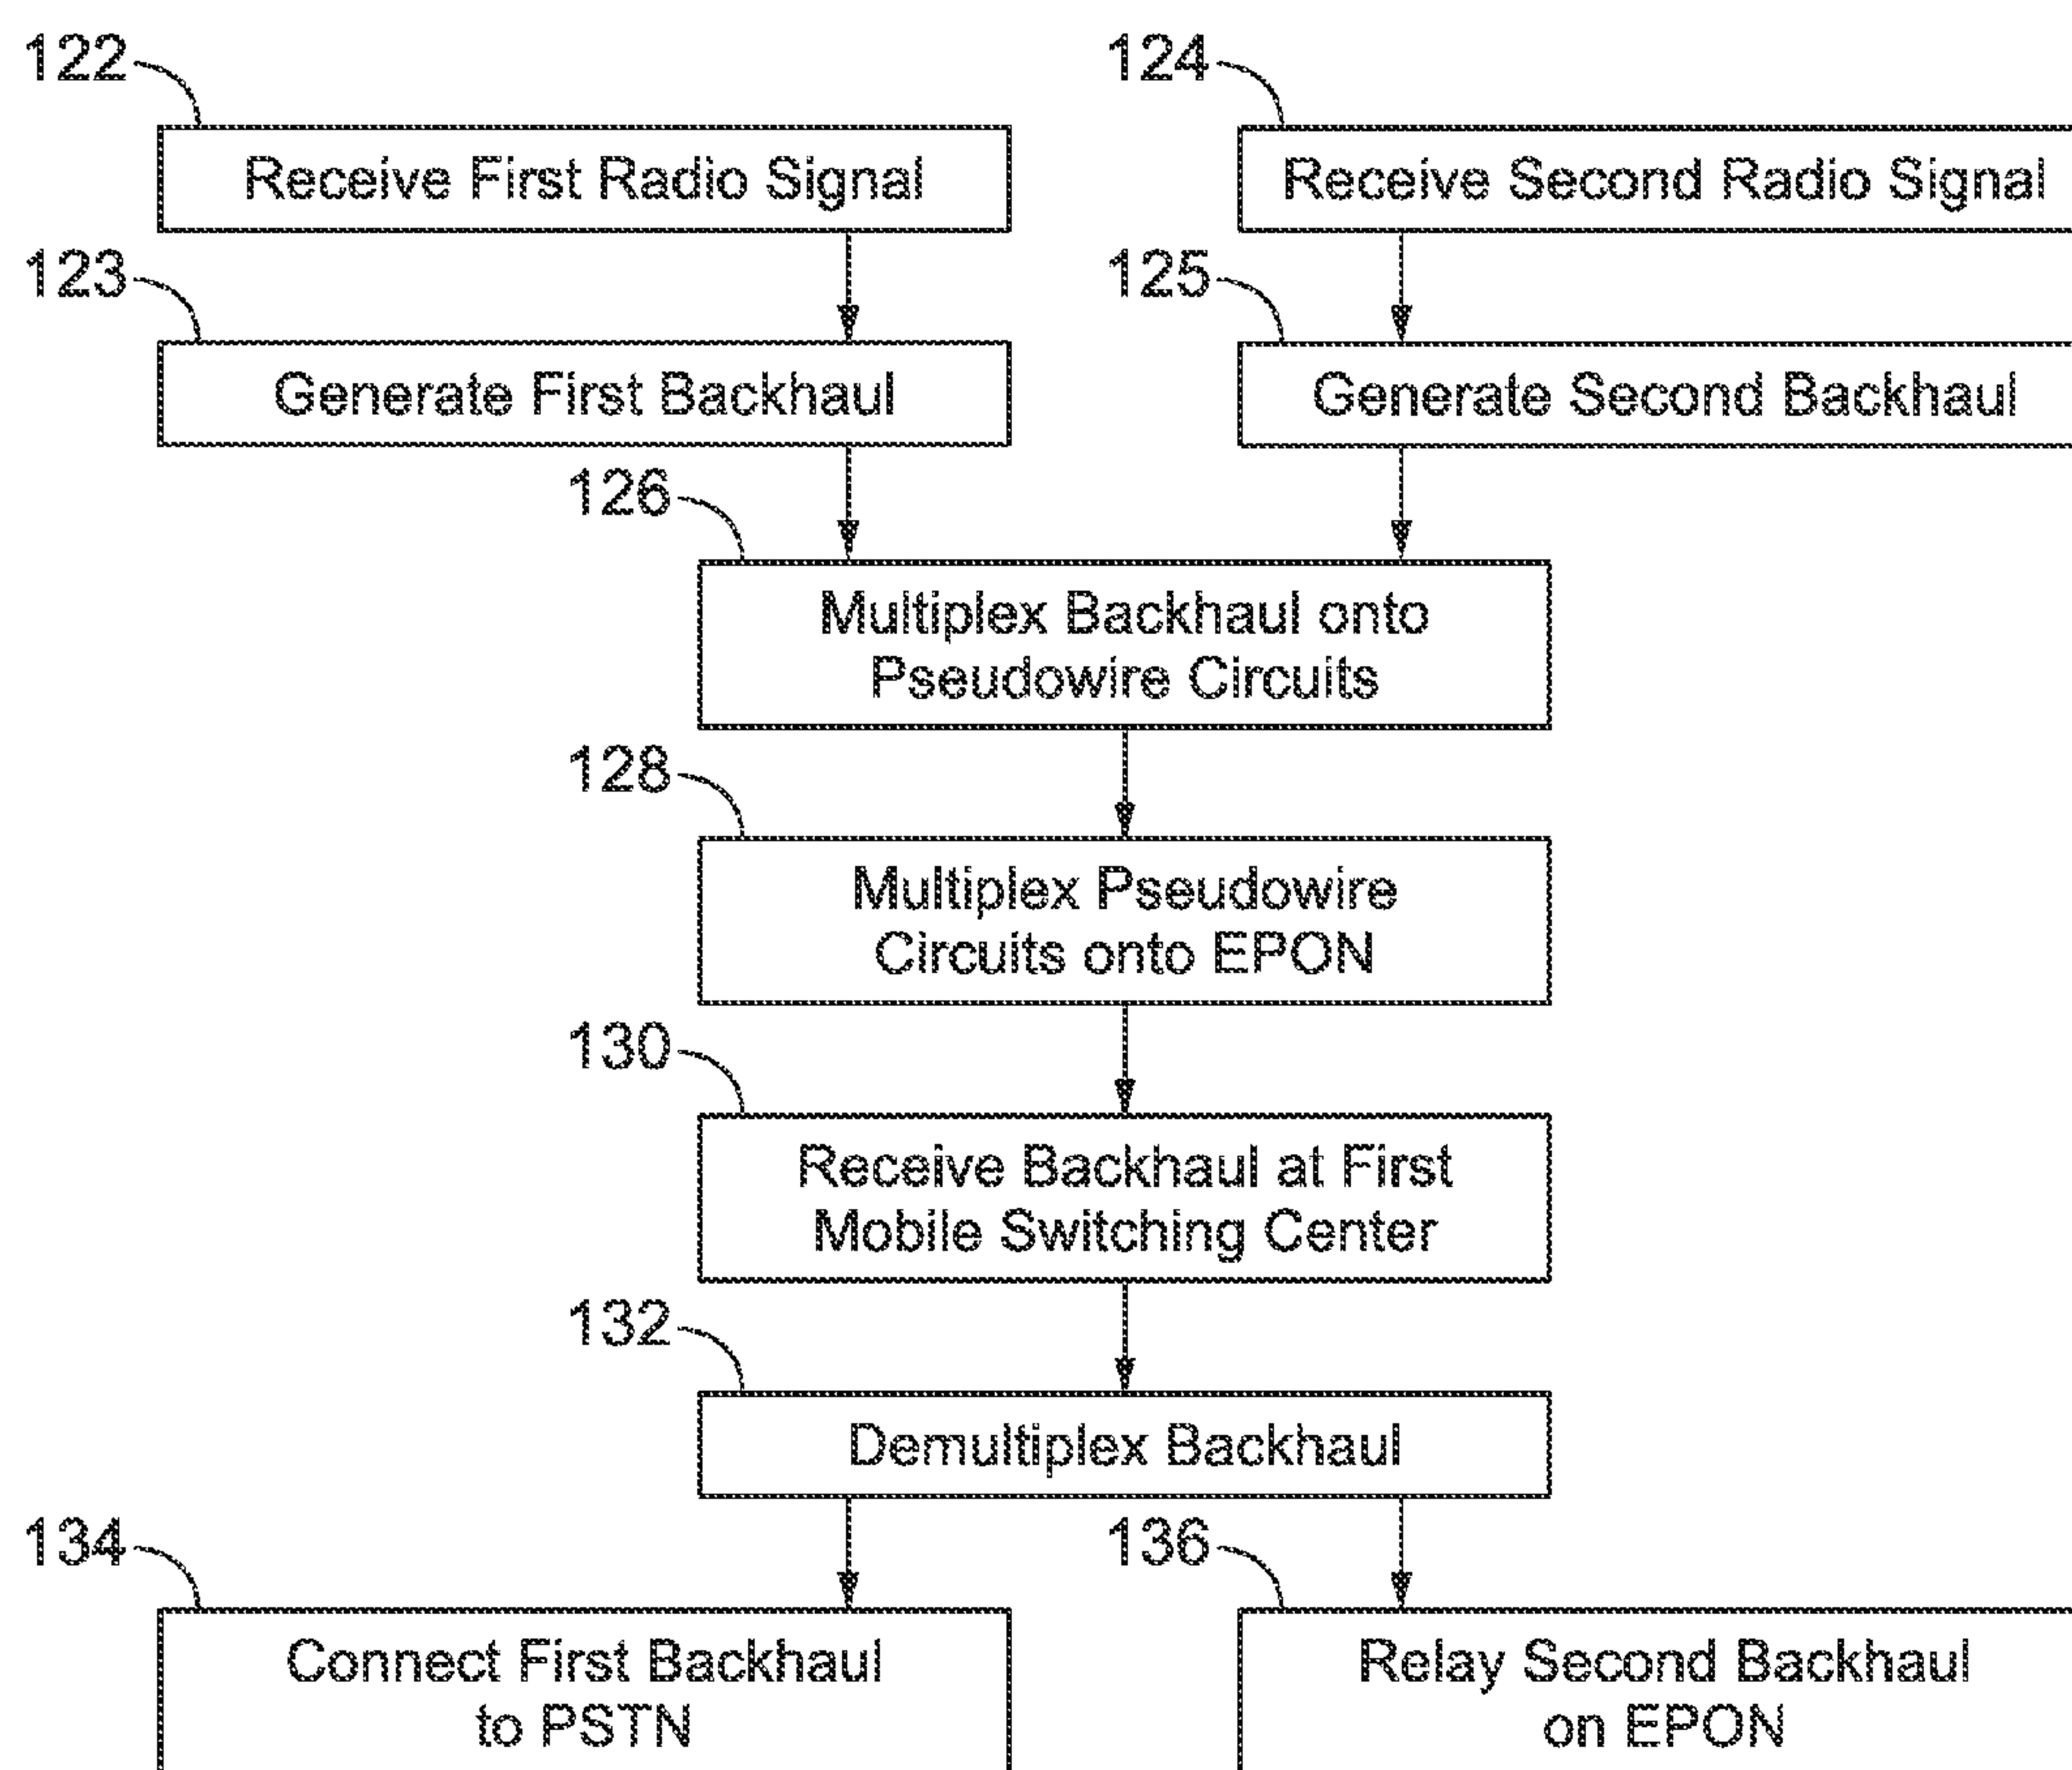 122
124
Receive First Radio Signal
Receive Second Radio Signal
123
125
Generate First Backhaul
Generate Second Backhaul
126
Multiplex Backhaul onto
Pseudowire Circuits
128
Multiplex Pseudowire
Circuits onto EPON
130
Receive Backhaul at First
Mobile Switching Center
132
Demultiplex Backhaul
134
136
Connect First Backhaul
to PSTN
Relay Second Backhaul
on EPON